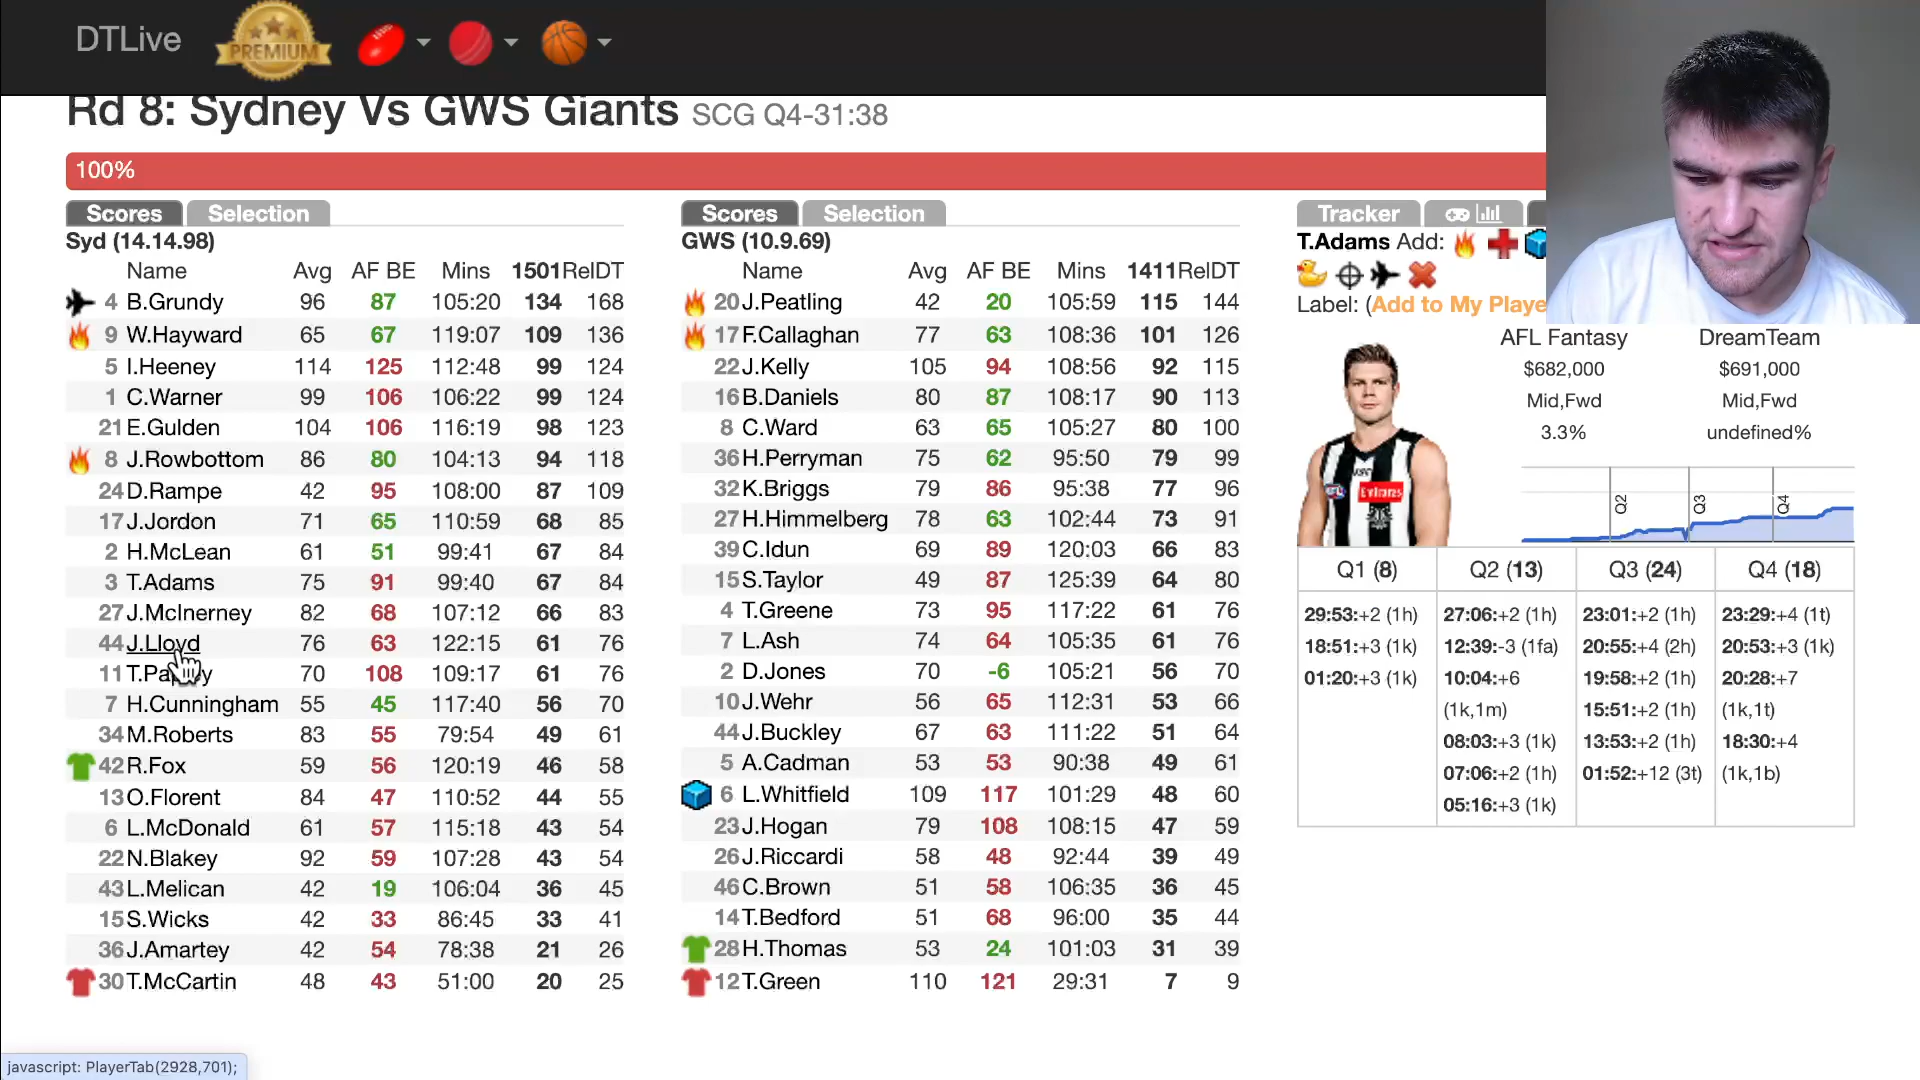 DTLive
PREMIUM
Rd 8: Sydney Vs GWS Giants SCG Q4-31:38
100%
Scores Selection
Syd (14.14.98)
Name Avg AF BE Mins 1501 RelDT
4 B.Grundy 96 87 105:20 134 168
9 W.Hayward 65 67 119:07 109 136
5 I.Heeney 114 125 112:48 99 124
1 C.Warner 99 106 106:22 99 124
21 E.Gulden 104 106 116:19 98 123
8 J.Rowbottom 86 80 104:13 94 118
24 D.Rampe 42 95 108:00 87 109
17 J.Jordon 71 65 110:59 68 85
2 H.McLean 61 51 99:41 67 84
3 T.Adams 75 91 99:40 67 84
27 J.McInerney 82 68 107:12 66 83
44 J.Lloyd 76 63 122:15 61 76
11 70 108 109:17 61 76
7 H.Cunningham 55 45 117:40 56 70
34 M.Roberts 83 55 79:54 49 61
42 R.Fox 59 56 120:19 46 58
13 O.Florent 84 47 110:52 44 55
6 L.McDonald 61 57 115:18 43 54
22 N.Blakey 92 59 107:28 43 54
43 L.Melican 42 19 106:04 36 45
15 S.Wicks 42 33 86:45 33 41
36 J.Amartey 42 54 78:38 21 26
30 T.McCartin 48 43 51:00 20 25
Scores Selection
GWS (10.9.69)
Name Avg AF BE Mins 1411 RelDT
20 J.Peatling 42 20 105:59 115 144
17 F.Callaghan 77 63 108:36 101 126
22 J.Kelly 105 94 108:56 92 115
16 B.Daniels 80 87 108:17 90 113
8 C.Ward 63 65 105:27 80 100
36 H.Perryman 75 62 95:50 79 99
32 K.Briggs 79 86 95:38 77 96
27 H.Himmelberg 78 63 102:44 73 91
39 C.Idun 69 89 120:03 66 83
15 S.Taylor 49 87 125:39 64 80
4 T.Greene 73 95 117:22 61 76
7 L.Ash 74 64 105:35 61 76
2 D.Jones 70 -6 105:21 56 70
10 J.Wehr 56 65 112:31 53 66
44 J.Buckley 67 63 111:22 51 64
5 A.Cadman 53 53 90:38 49 61
6 L.Whitfield 109 117 101:29 48 60
23 J.Hogan 79 108 108:15 47 59
26 J.Riccardi 58 48 92:44 39 49
46 C.Brown 51 58 106:35 36 45
14 T.Bedford 51 68 96:00 35 44
28 H.Thomas 53 24 101:03 31 39
12 T.Green 110 121 29:31 7 9
Tracker
T.Adams Add:
Label: (Add to My Playe
AFL Fantasy DreamTeam
$682,000 $691,000
Mid,Fwd Mid,Fwd
3.3% undefined%
Q2 Q3 Q4
Emirates
Q1 (8) Q2 (13) Q3 (24) Q4 (18)
29:53:+2 (1h) 27:06:+2 (1h) 23:01:+2 (1h) 23:29:+4 (1t)
18:51:+3 (1k) 12:39:-3 (1fa) 20:55:+4 (2h) 20:53:+3 (1k)
01:20:+3 (1k) 10:04:+6 19:58:+2 (1h) 20:28:+7
(1k,1m) 15:51:+2 (1h) (1k,1t)
08:03:+3 (1k) 13:53:+2 (1h) 18:30:+4
07:06:+2 (1h) 01:52:+12 (3t) (1k,1b)
05:16:+3 (1k)
javascript: PlayerTab(2928,701);